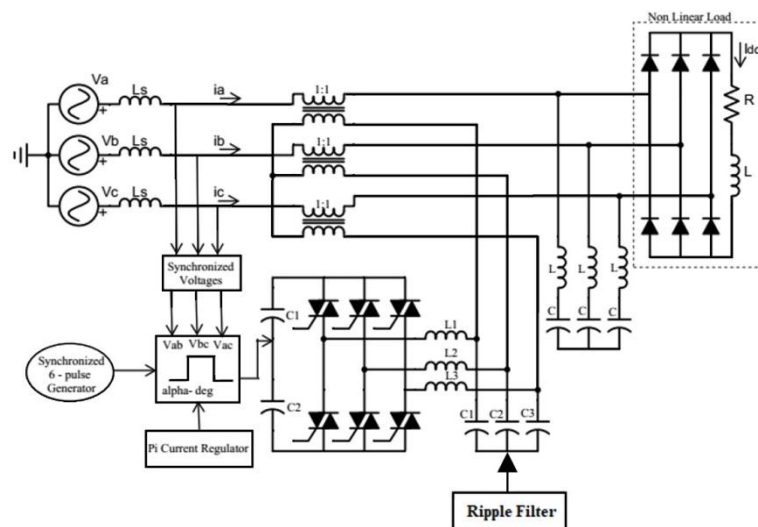 Non Linear Load
Va
Ls
ia
1:1
Idc
R
Vb
Ls
ib
1:1
L
Vc
Ls
ic
1:1
Synchronized
Voltages
L
L
L
C
C
C
C1
L1
L2
L3
Vab Vbc Vac
Synchronized
6 - pulse
Generator
alpha- deg
C2
C1
C2
C3
Pi Current Regulator
Ripple Filter